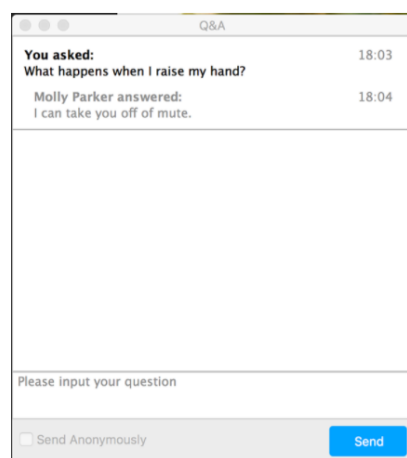 Q&A
You asked: 18:03
What happens when I raise my hand?
Molly Parker answered: 18:04
I can take you off of mute.
Please input your question
Send Anonymously
Send